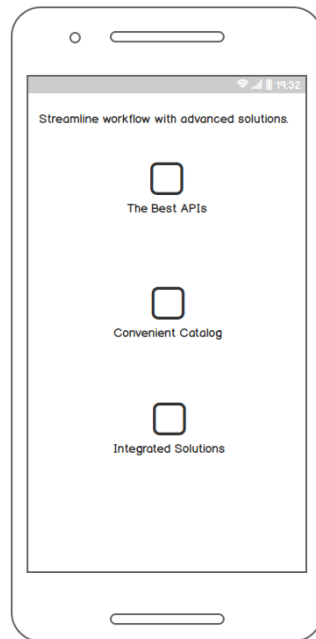 19:32
Streamline workflow with advanced solutions.
The Best APIs
Convenient Catalog
Integrated Solutions